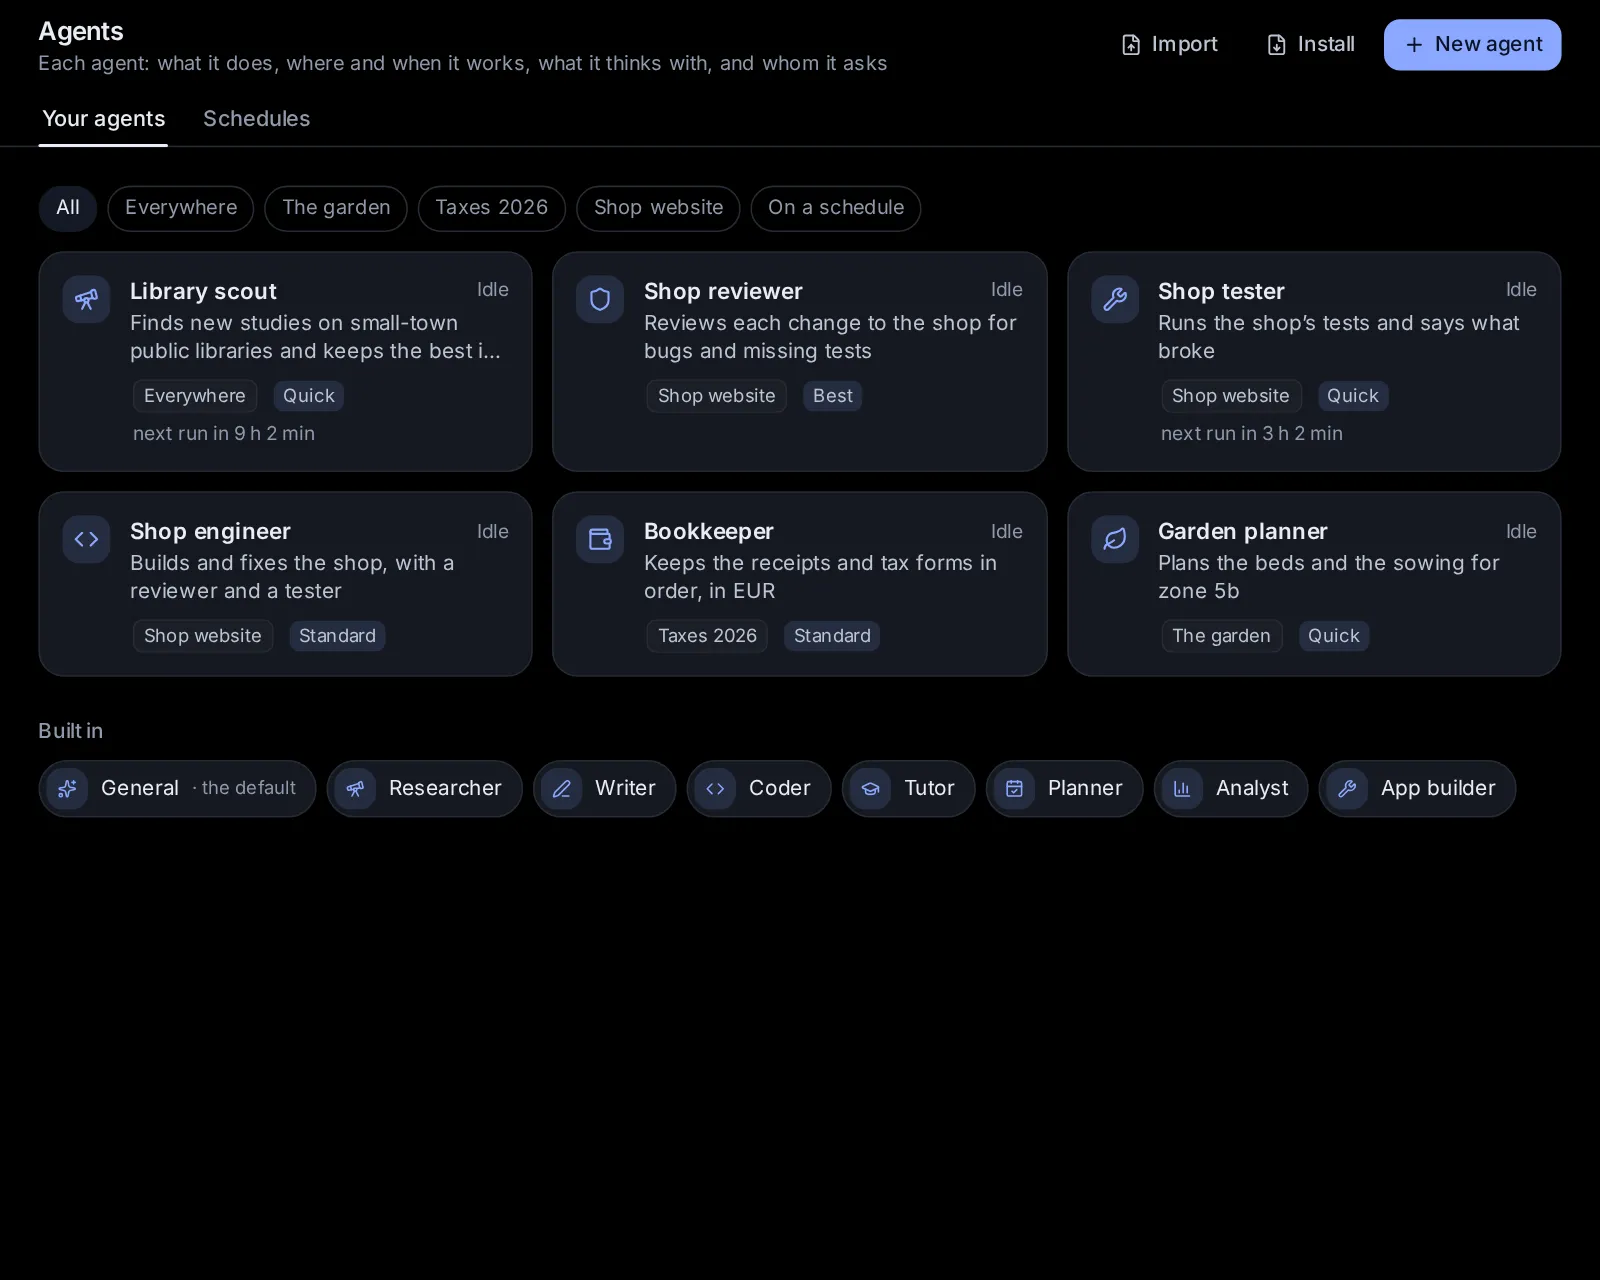 Agents
Each agent: what it does, where and when it works, what it thinks with, and whom it asks
Import
Install
New agent
Your agents
Schedules
All
Everywhere
The garden
Taxes 2026
Shop website
On a schedule
Library scout
Idle
Finds new studies on small-town
public libraries and keeps the best i…
Everywhere
Quick
next run in 9 h 2 min
Shop reviewer
Idle
Reviews each change to the shop for
bugs and missing tests
Shop website
Best
Shop tester
Idle
Runs the shop’s tests and says what
broke
Shop website
Quick
next run in 3 h 2 min
Shop engineer
Idle
Builds and fixes the shop, with a
reviewer and a tester
Shop website
Standard
Bookkeeper
Idle
Keeps the receipts and tax forms in
order, in EUR
Taxes 2026
Standard
Garden planner
Idle
Plans the beds and the sowing for
zone 5b
The garden
Quick
Built in
General · the default
Researcher
Writer
Coder
Tutor
Planner
Analyst
App builder